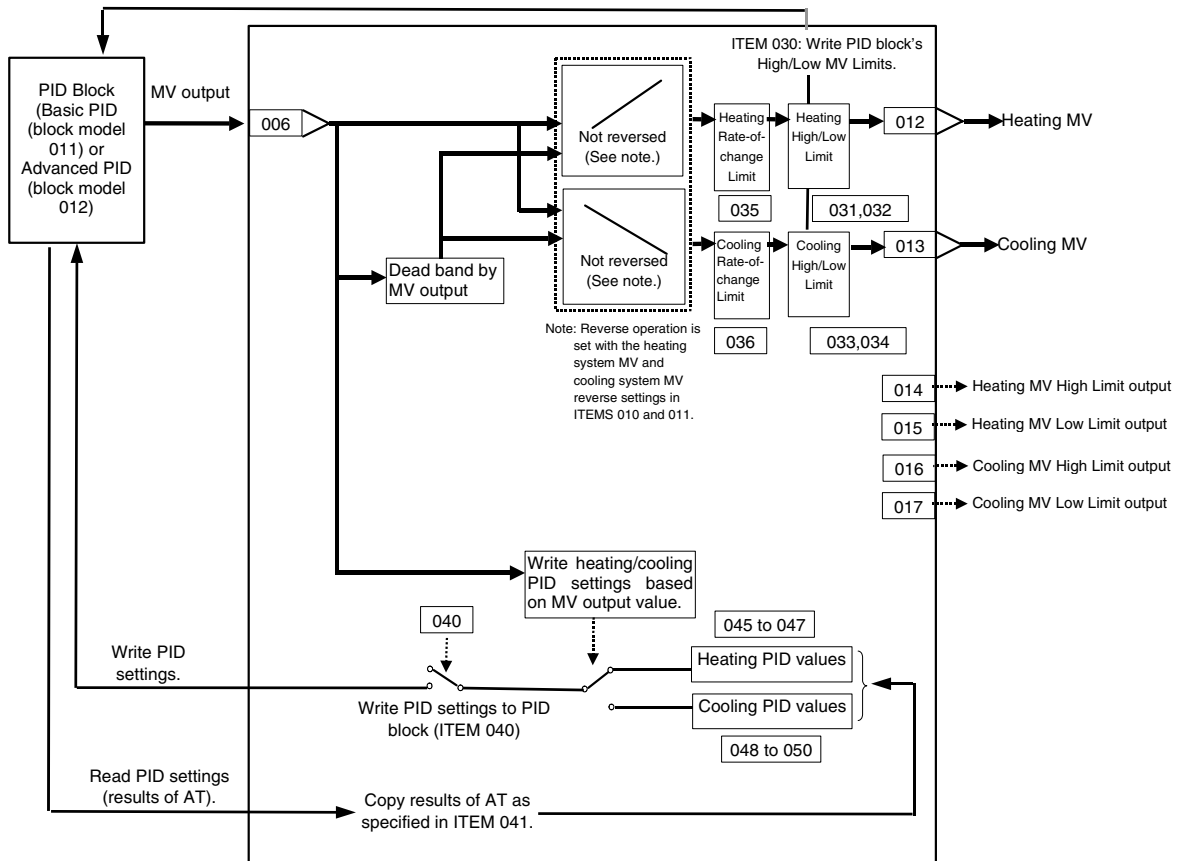 ITEM 030: Write PID block's
High/Low MV Limits.
PID Block
(Basic PID
(block model
011) or
Advanced PID
(block model
012)
MV output
006
Not reversed
(See note.)
Heating
Rate-of-
change
Limit
Heating
High/Low
Limit
012
Heating MV
035
031,032
Not reversed
(See note.)
Cooling
Rate-of-
change
Limit
Cooling
High/Low
Limit
013
Cooling MV
Dead band by
MV output
036
033,034
Note: Reverse operation is
set with the heating
system MV and
cooling system MV
reverse settings in
ITEMS 010 and 011.
014
Heating MV High Limit output
015
Heating MV Low Limit output
016
Cooling MV High Limit output
017
Cooling MV Low Limit output
Write heating/cooling
PID settings based
on MV output value.
040
045 to 047
Write PID
settings.
Heating PID values
Write PID settings to PID
block (ITEM 040)
Cooling PID values
048 to 050
Read PID settings
(results of AT).
Copy results of AT as
specified in ITEM 041.